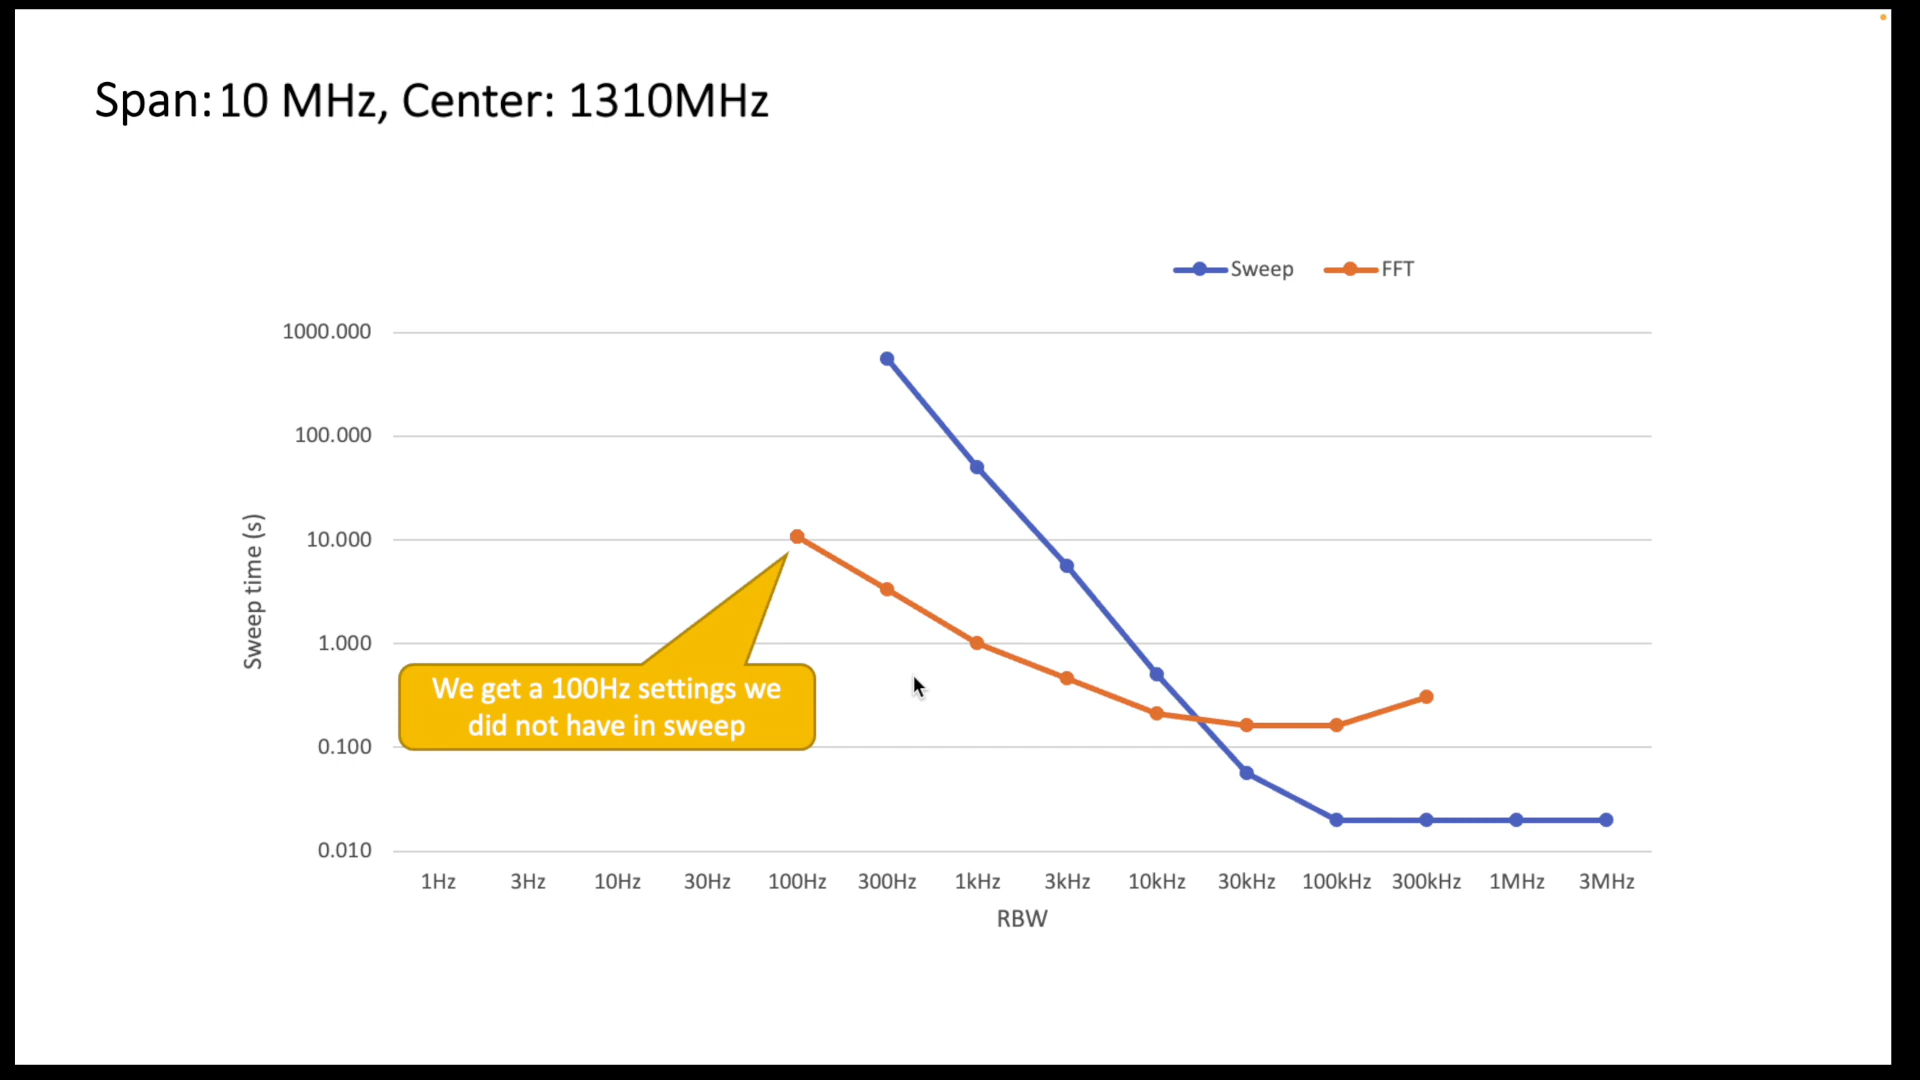 Span: 10 MHz, Center: 1310MHz
Sweep
FFT
1000.000
100.000
10.000
1.000
0.100
0.010
Sweep time (s)
We get a 100Hz settings we
did not have in sweep
1Hz 3Hz 10Hz 30Hz 100Hz 300Hz 1kHz 3kHz 10kHz 30kHz 100kHz 300kHz 1MHz 3MHz
RBW